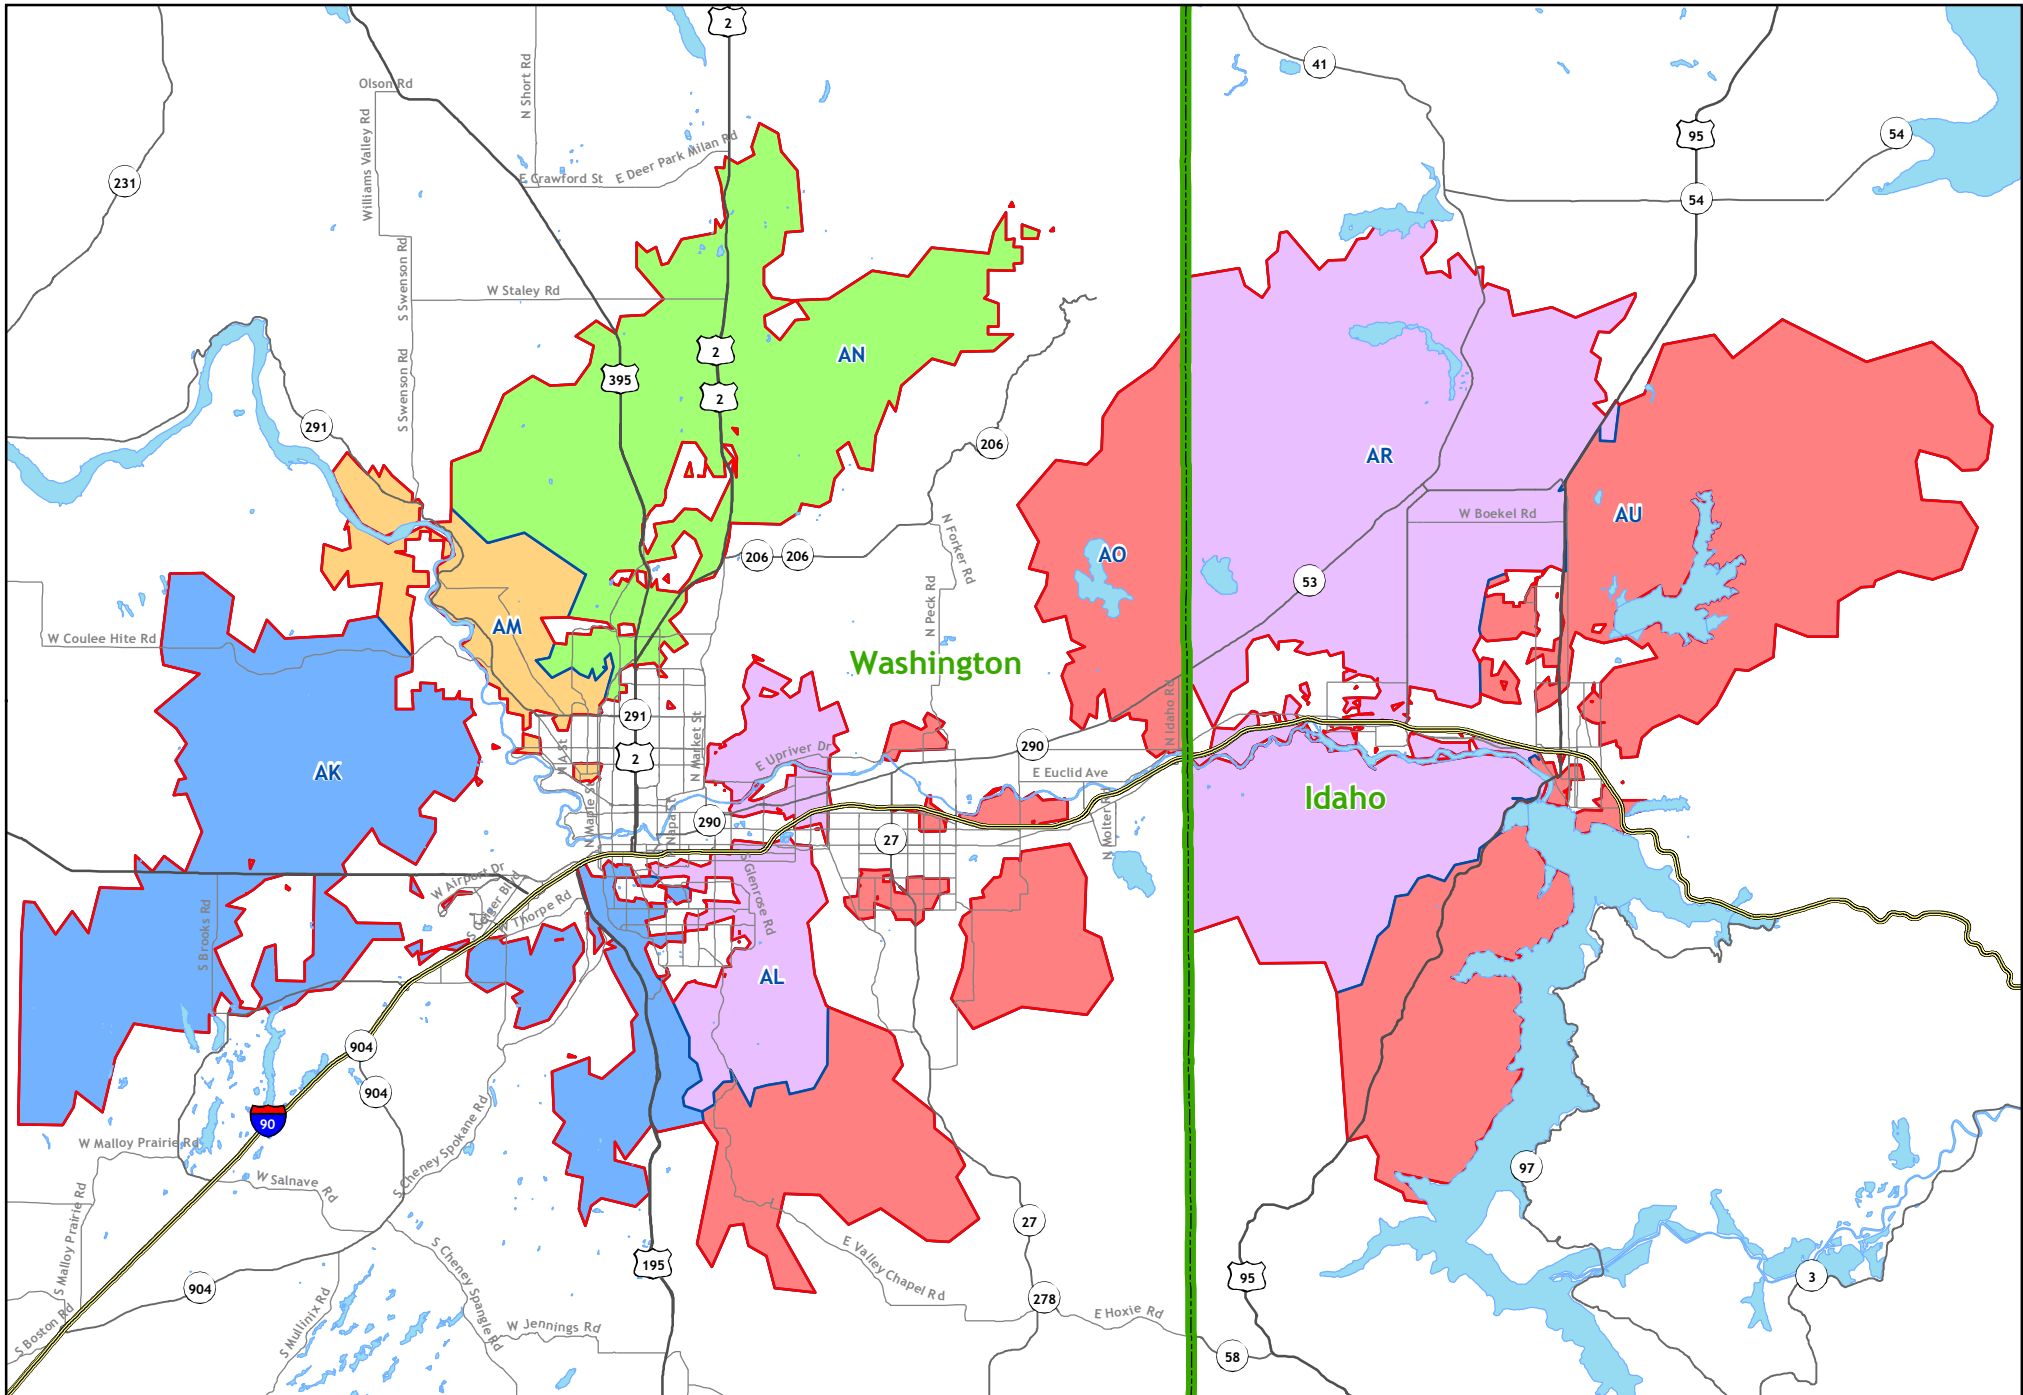 2
41
Olson Rd
N Short Rd
95
54
Williams Valley Rd
E Deer Park Milan Rd
E Crawford St
231
54
S Swenson Rd
W Staley Rd
2
AN
395
2
S Swenson Rd
291
206
AR
N Forker Rd
W Boekel Rd
AU
206
206
AO
53
N Peck Rd
AM
W Coulee Hite Rd
Washington
N Idaho Rd
291
N Market St
290
E Upriver Dr
2
N A St
AK
E Euclid Ave
Idaho
N Maple St
Napa St
290
N Molter Rd
27
W Airport Dr
S Geiger Blvd
W Thorpe Rd
S Glenrose Rd
S Brooks Rd
AL
904
904
90
W Malloy Prairie Rd
S Cheney Spokane Rd
W Salnave Rd
97
S Malloy Prairie Rd
27
S Cheney Spangle Rd
E Valley Chapel Rd
195
95
3
904
278
S Mullinix Rd
E Hoxie Rd
S Boston Rd
W Jennings Rd
58